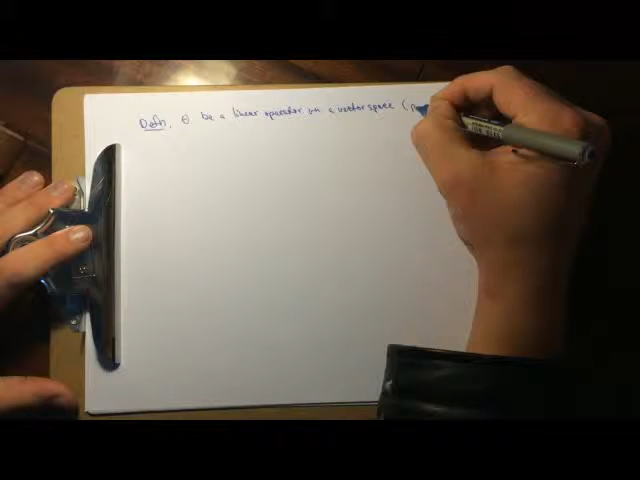 Defn. θ be a linear operator on a vector space (